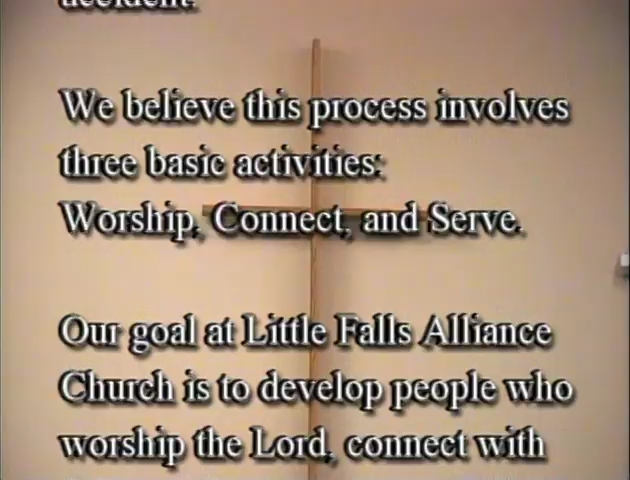 accident.
We believe this process involves
three basic activities:
Worship, Connect, and Serve.
Our goal at Little Falls Alliance
Church is to develop people who
worship the Lord, connect with